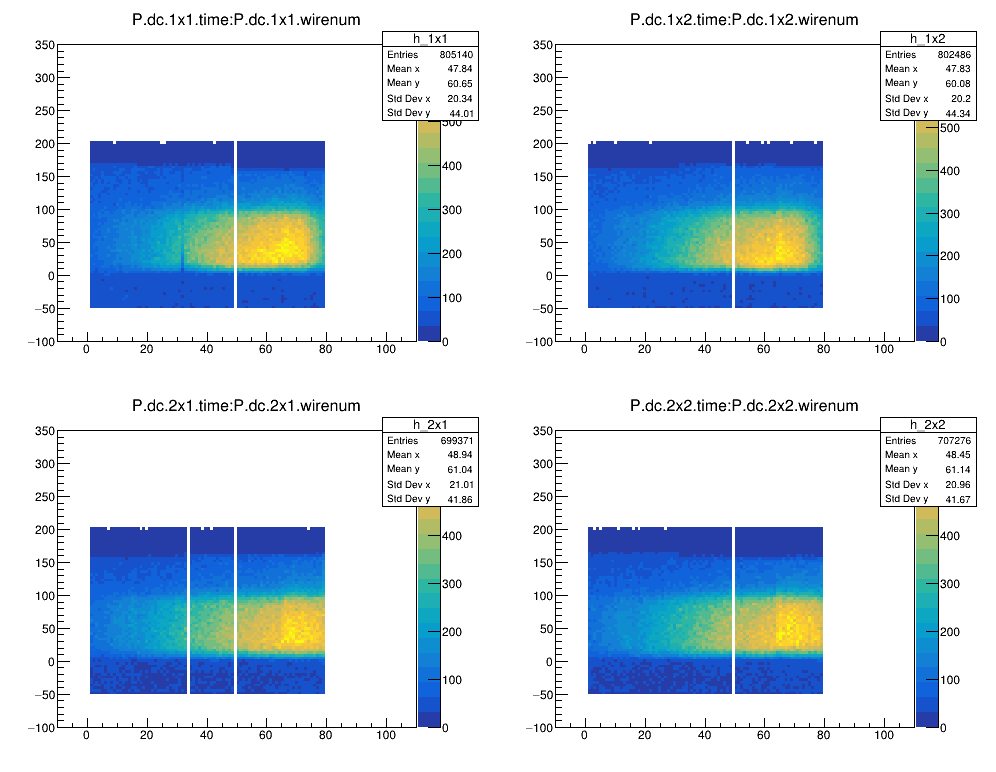 P.dc.1x1.time:P.dc.1x1.wirenum
h_1x1
Entries 805140
Mean x 47.84
Mean y 60.65
Std Dev x 20.34
Std Dev y 44.01
350
300
250
200
150
100
50
0
−50
−100
0 20 40 60 80 100
500
400
300
200
100
0
P.dc.1x2.time:P.dc.1x2.wirenum
h_1x2
Entries 802486
Mean x 47.83
Mean y 60.08
Std Dev x 20.2
Std Dev y 44.34
350
300
250
200
150
100
50
0
−50
−100
0 20 40 60 80 100
500
400
300
200
100
0
P.dc.2x1.time:P.dc.2x1.wirenum
h_2x1
Entries 699371
Mean x 48.94
Mean y 61.04
Std Dev x 21.01
Std Dev y 41.86
350
300
250
200
150
100
50
0
−50
−100
0 20 40 60 80 100
400
300
200
100
0
P.dc.2x2.time:P.dc.2x2.wirenum
h_2x2
Entries 707276
Mean x 48.45
Mean y 61.14
Std Dev x 20.96
Std Dev y 41.67
350
300
250
200
150
100
50
0
−50
−100
0 20 40 60 80 100
400
300
200
100
0